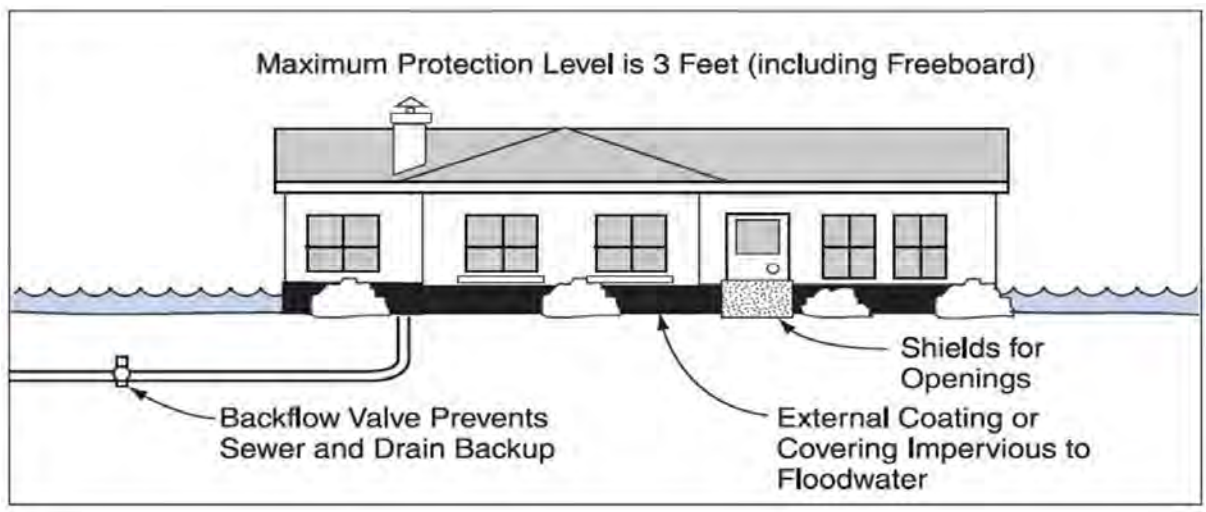 Maximum Protection Level is 3 Feet (including Freeboard)
Shields for
Openings
Backflow Valve Prevents
Sewer and Drain Backup
External Coating or
Covering Impervious to
Floodwater